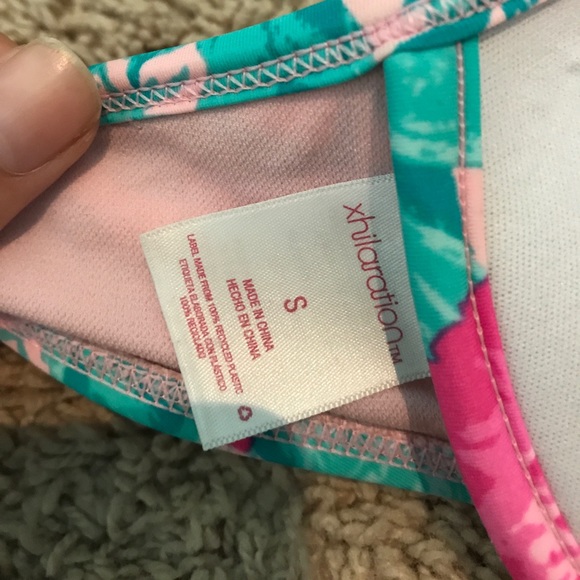 xhilaration™
S
MADE IN CHINA
HECHO EN CHINA
LABEL MADE FROM 100% RECYCLED PLASTIC
ETIQUETA ELABORADA CON PLÁSTICO
100% RECICLADO